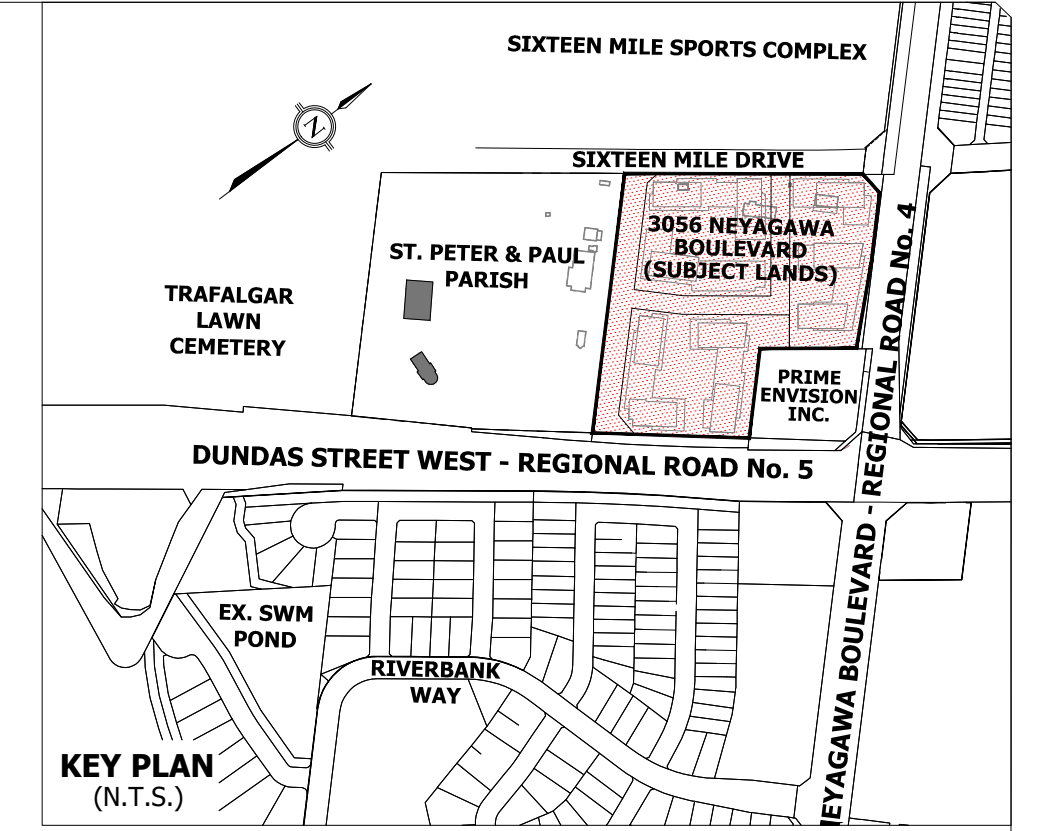 SIXTEEN MILE SPORTS COMPLEX
N
SIXTEEN MILE DRIVE
3056 NEYAGAWA
BOULEVARD
(SUBJECT LANDS)
ST. PETER & PAUL
PARISH
TRAFALGAR
LAWN
CEMETERY
PRIME
ENVISION
INC.
DUNDAS STREET WEST - REGIONAL ROAD No. 5
NEYAGAWA BOULEVARD - REGIONAL ROAD No. 4
EX. SWM
POND
RIVERBANK
WAY
KEY PLAN
(N.T.S.)